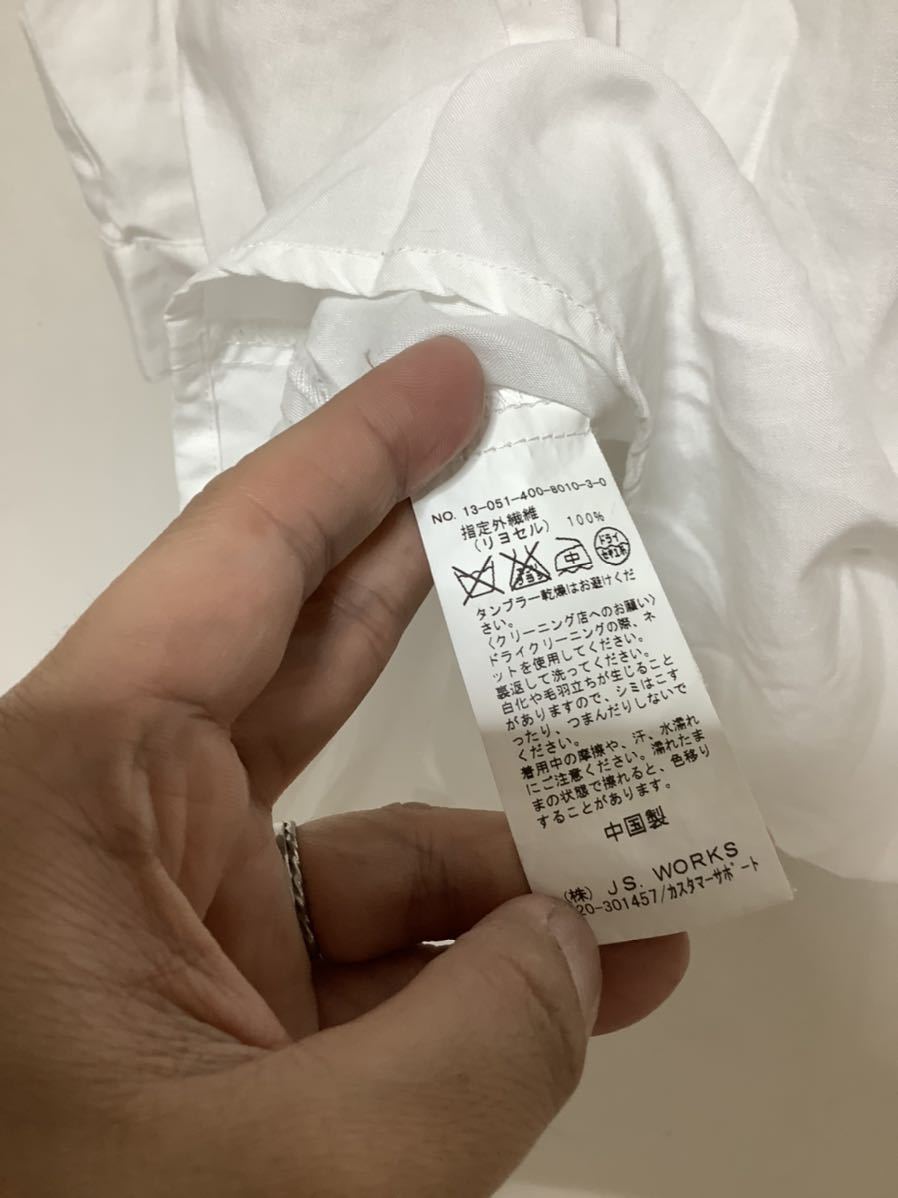 NO. 13-051-400-8010-3-0
指定外繊維
(リヨセル) 100%
中
ドライ
セキユ系
タンブラー乾燥はお避けくだ
さい。
〈クリーニング店へのお願い〉
ドライクリーニングの際、ネ
ットを使用してください。
裏返して洗ってください。
白化や毛羽立ちが生じること
がありますので、シミはこす
ったり、つまんだりしないで
ください。
着用中の摩擦や、汗、水濡れ
にご注意ください。濡れたま
まの状態で擦れると、色移り
することがあります。
中国製
(株) JS. WORKS
20-301457/カスタマーサポート